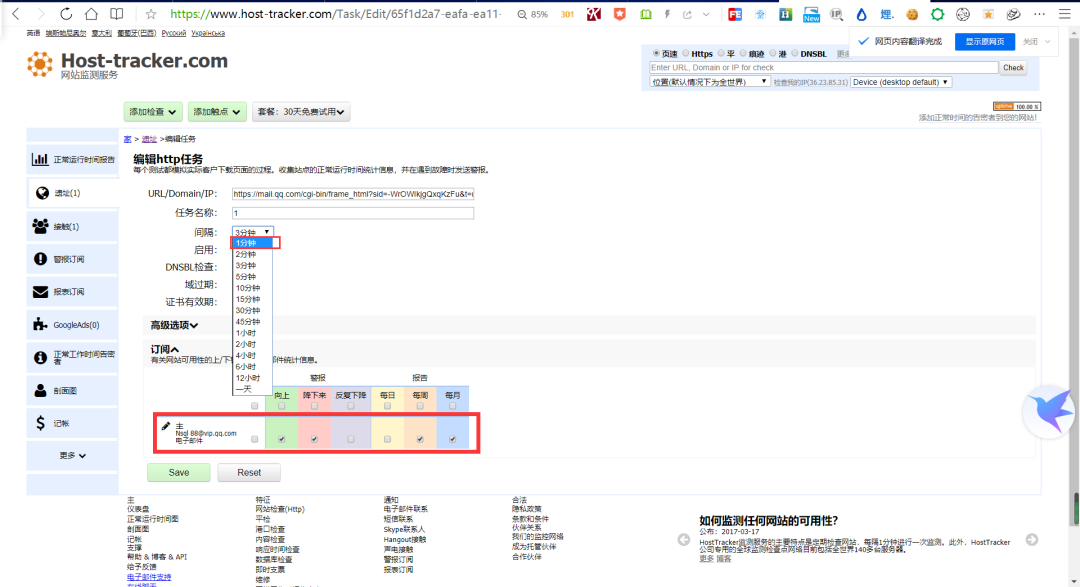 https://www.host-tracker.com/Task/Edit/65f1d2a7-eafa-ea11-
85%
301
New
IP
狸.
英语 埃斯帕尼奥尔 意大利 葡萄牙(巴西) Русский Українська
网页内容翻译完成
显示原网页
关闭
Host-tracker.com
网站监测服务
页速 Https 平 痕迹 港 DNSBL 更多
Enter URL, Domain or IP for check
Check
位置(默认情况下为全世界)
检查我的IP(36.23.85.31)
Device (desktop default)
添加检查
添加触点
套餐: 30天免费试用
100.00 %
添加正常时间的告密者到您的网站!
家 > 遗址 >编辑任务
正常运行时间报告
遗址(1)
接触(1)
警报订阅
报表订阅
GoogleAds(0)
正常工作时间告密者
剖面图
记帐
更多
编辑http任务
每个测试都模拟实际客户下载页面的过程。收集站点的正常运行时间统计信息，并在遇到故障时发送警报。
URL/Domain/IP:
https://mail.qq.com/cgi-bin/frame_html?sid=-WrOWIkjgQxqKzFu&t=
任务名称:
1
间隔:
3分钟
启用:
DNSBL检查:
域过期:
证书有效期:
1分钟
2分钟
3分钟
5分钟
10分钟
15分钟
30分钟
45分钟
1小时
2小时
4小时
6小时
12小时
一天
高级选项
订阅
有关网站可用性的上/下
件统计信息。
警报
报告
向上
降下来
反复下降
每日
每周
每月
主
Nsql 88@vip.qq.com
电子邮件
Save
Reset
主
仪表盘
正常运行时间图
剖面图
记帐
支撑
帮助 & 博客 & API
给予反馈
电子邮件支持
在线聊天
特征
网站检查(Http)
平检
港口检查
内容检查
响应时间检查
数据库检查
即时支票
维修
通知
电子邮件联系
短信联系
Skype联系人
Hangout接触
声电接触
警报订阅
报表订阅
合法
隐私政策
条款和条件
伙伴关系
我们的监控网络
成为托管伙伴
合作伙伴
如何监测任何网站的可用性?
公布: 2017-03-17
HostTracker监测服务的主要特点是定期检查网站，每隔1分钟进行一次监测。此外，HostTracker
公司专用的全球监测检查点网络目前包括全世界140多台服务器。
更多 博客